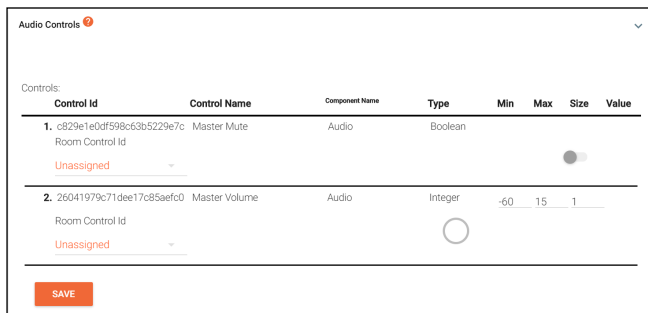 Audio Controls ?
Controls:
Control Id Control Name Component Name Type Min Max Size Value
1. c829e1e0df598c63b5229e7c Master Mute Audio Boolean
Room Control Id
Unassigned
2. 26041979c71dee17c85aefc0 Master Volume Audio Integer -60 15 1
Room Control Id
Unassigned
SAVE